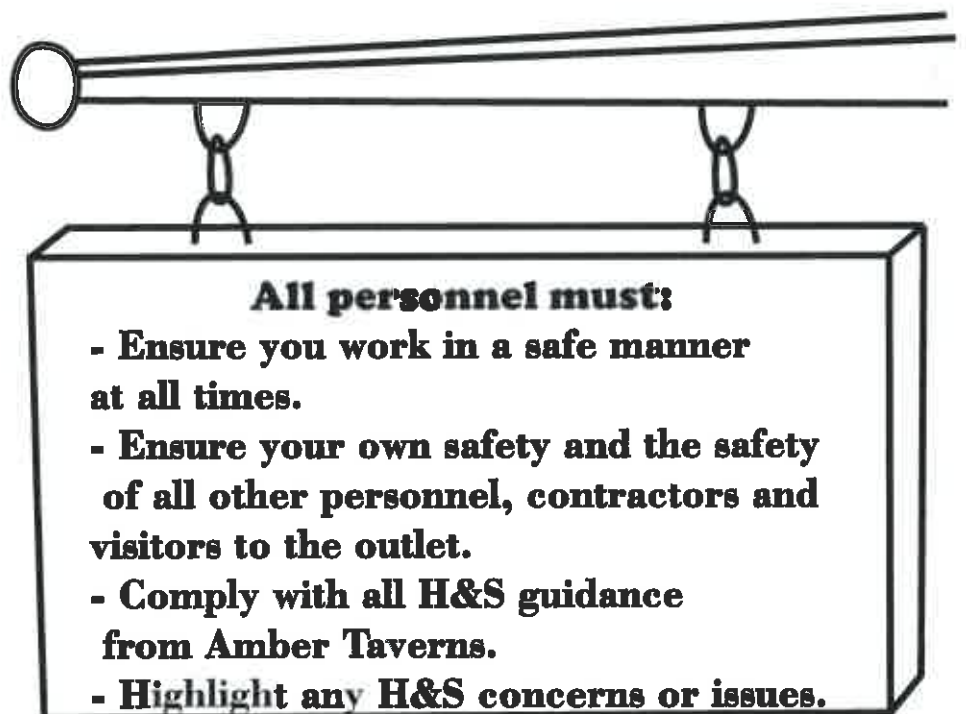 All personnel must:
- Ensure you work in a safe manner
at all times.
- Ensure your own safety and the safety
of all other personnel, contractors and
visitors to the outlet.
- Comply with all H&S guidance
from Amber Taverns.
- Highlight any H&S concerns or issues.